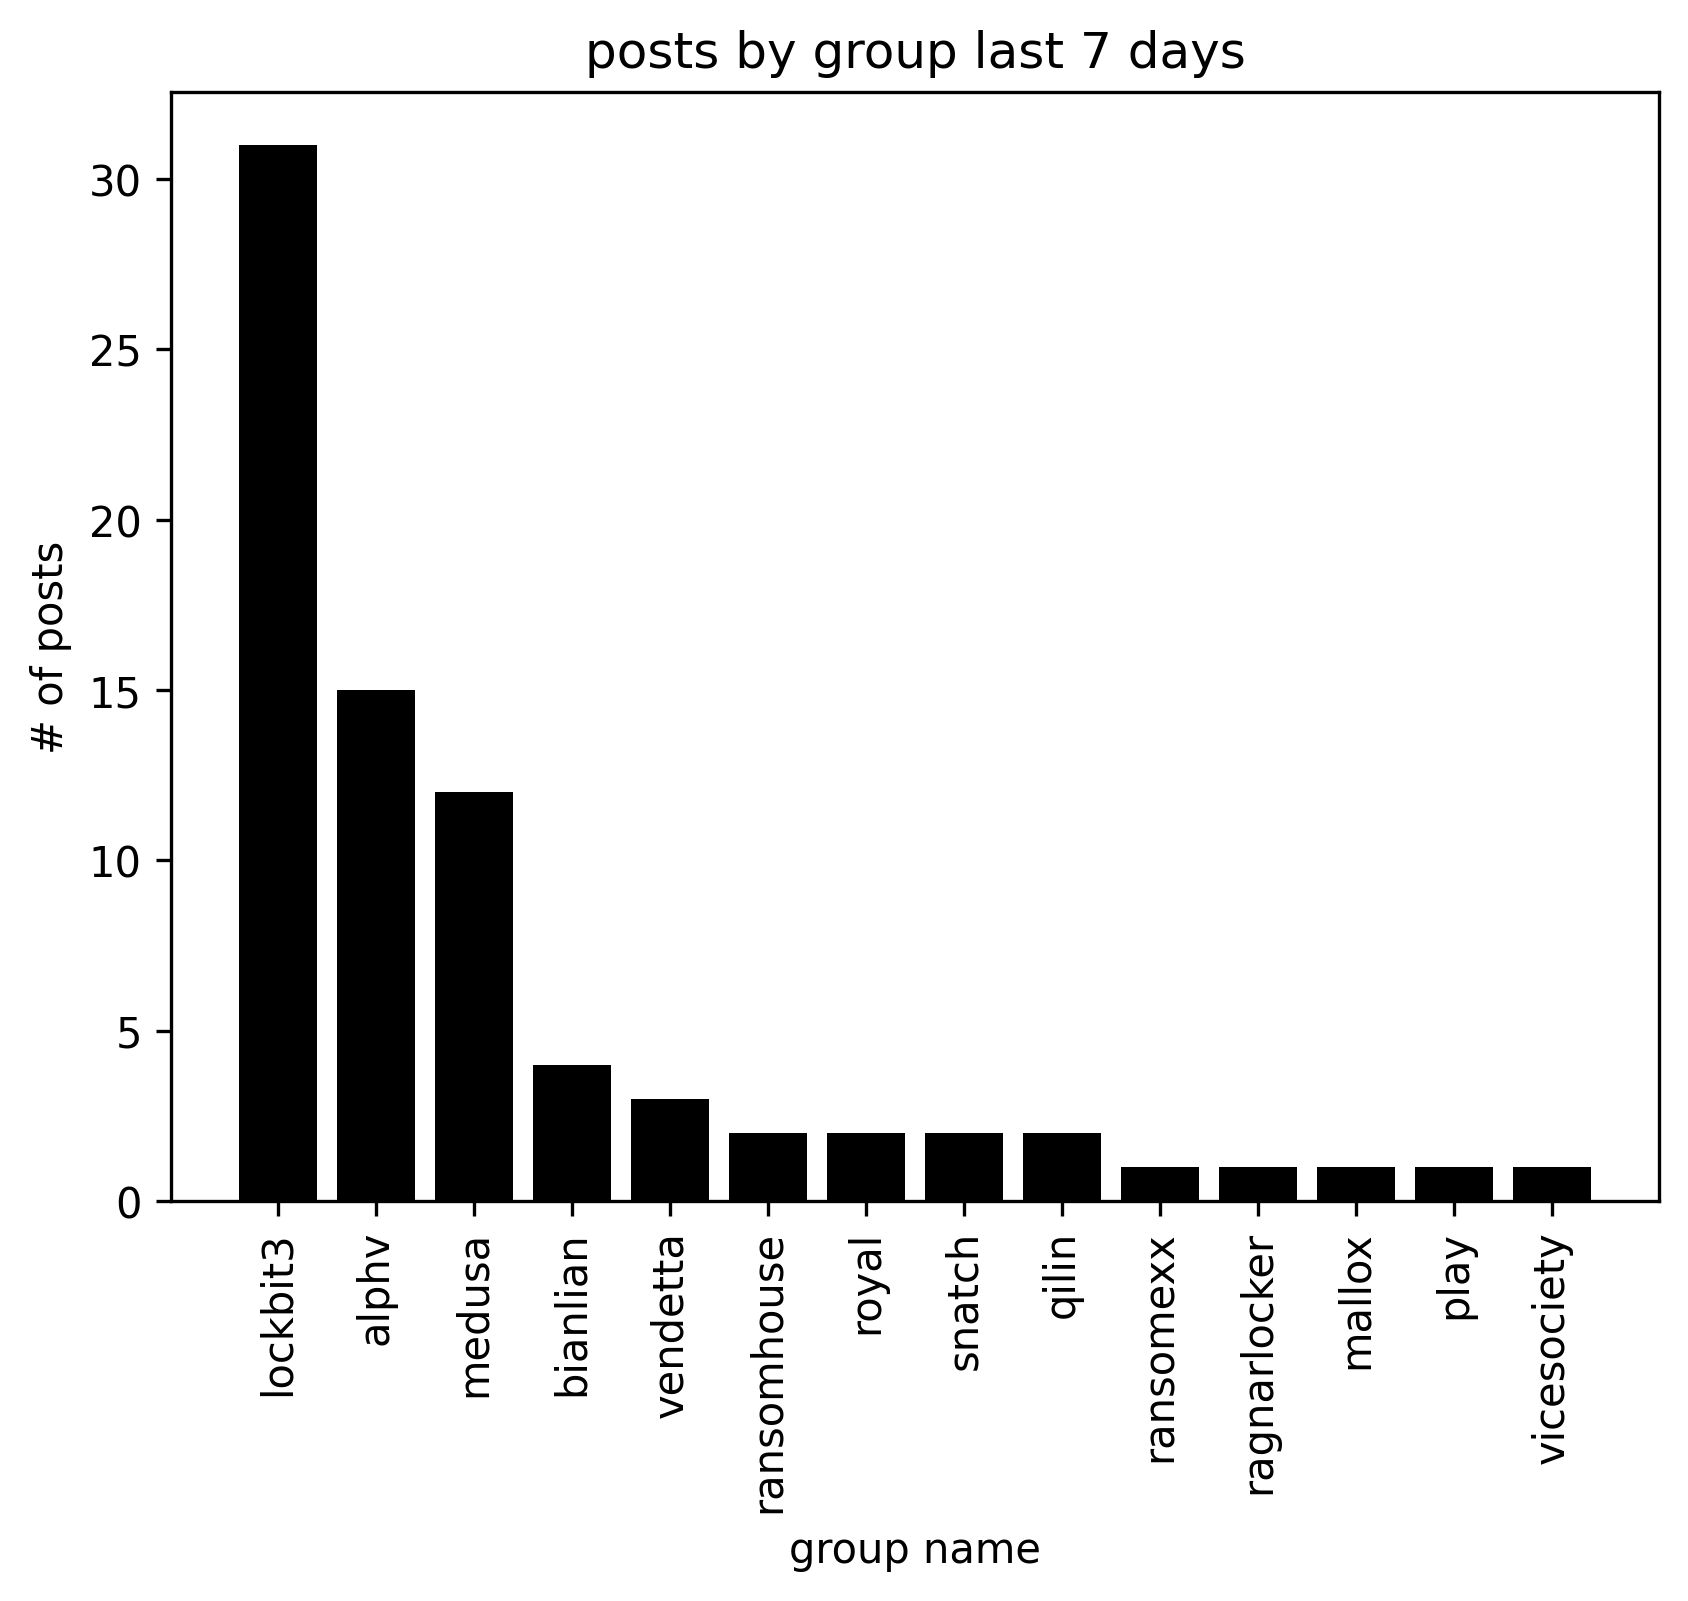 posts by group last 7 days
# of posts
30
25
20
15
10
5
0
lockbit3
alphv
medusa
bianlian
vendetta
ransomhouse
royal
snatch
qilin
ransomexx
ragnarlocker
mallox
play
vicesociety
group name